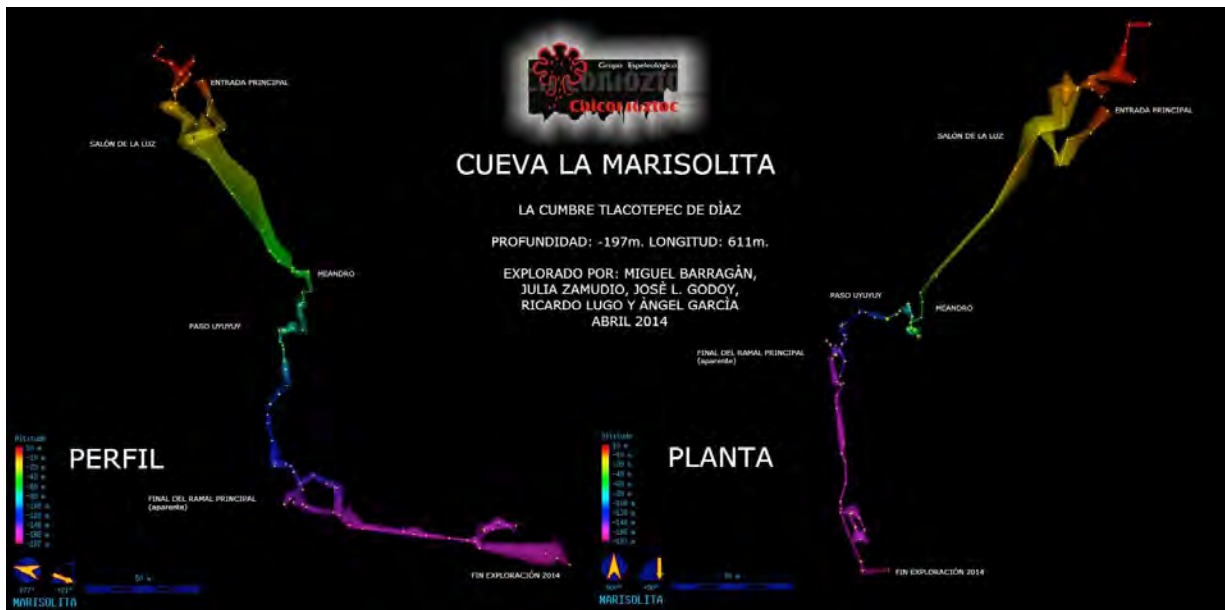 Grupo Espeleológico
Chicomoztoc
CUEVA LA MARISOLITA
LA CUMBRE TLACOTEPEC DE DÌAZ
PROFUNDIDAD: -197m. LONGITUD: 611m.
EXPLORADO POR: MIGUEL BARRAGÀN,
JULIA ZAMUDIO, JOSÈ L. GODOY,
RICARDO LUGO Y ÀNGEL GARCÌA
ABRIL 2014
ENTRADA PRINCIPAL
SALÓN DE LA LUZ
MEANDRO
PASO UYUYUY
PERFIL
FINAL DEL RAMAL PRINCIPAL
(aparente)
FIN EXPLORACIÓN 2014
Altitude
MARISOLITA
ENTRADA PRINCIPAL
SALÓN DE LA LUZ
PASO UYUYUY
MEANDRO
FINAL DEL RAMAL PRINCIPAL
(aparente)
PLANTA
FIN EXPLORACIÓN 2014
Altitude
MARISOLITA